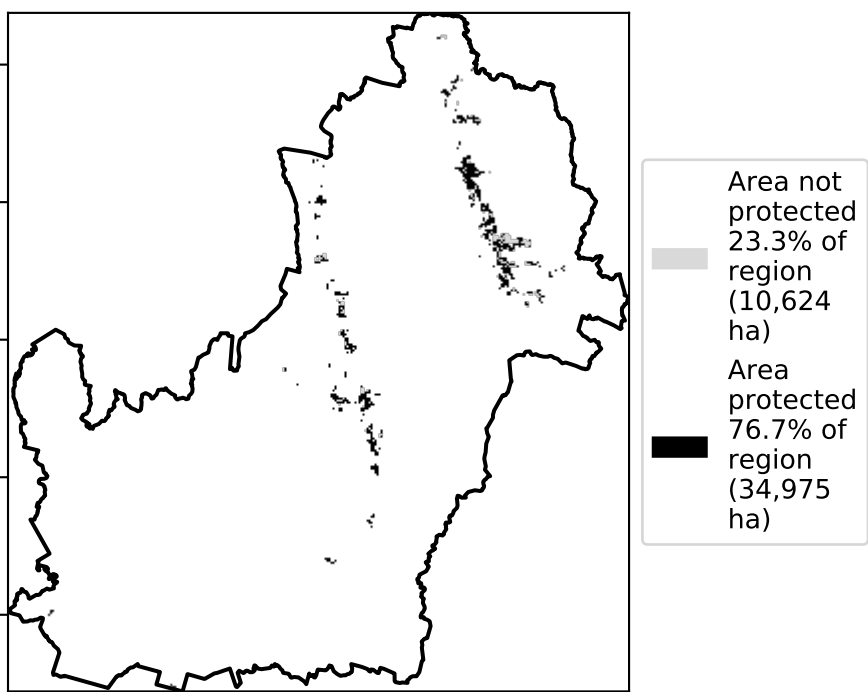 Area not
protected
23.3% of
region
(10,624
ha)
Area
protected
76.7% of
region
(34,975
ha)